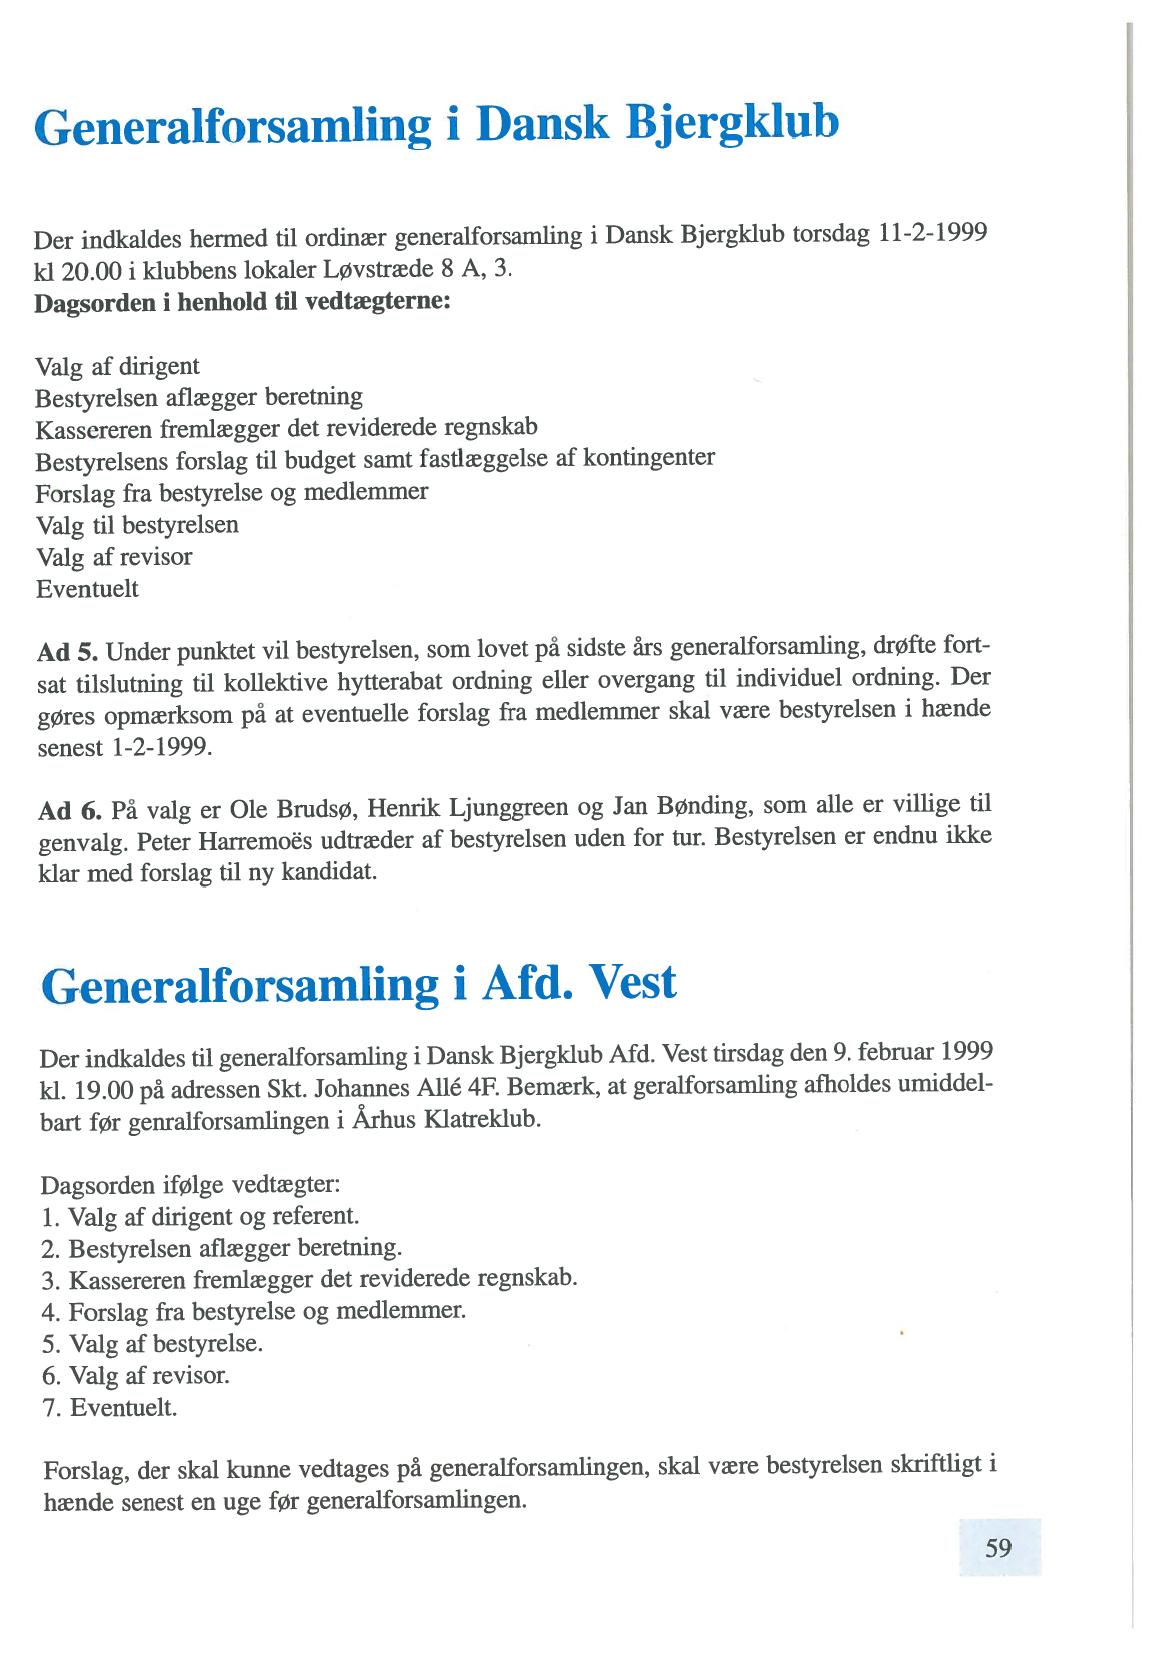 Generalforsamling i Dansk Bjergklub
Der indkaldes hermed til ordinær generalforsamling i Dansk Bjergklub torsdag 11-2-1999
kl 20.00 i klubbens lokaler Løvstræde 8 A, 3.
Dagsorden i henhold til vedtægterne:
Valg af dirigent
Bestyrelsen aflægger beretning
Kassereren fremlægger det reviderede regnskab
Bestyrelsens forslag til budget samt fastlæggelse af kontingenter
Forslag fra bestyrelse og medlemmer
Valg til bestyrelsen
Valg af revisor
Eventuelt
Ad 5. Under punktet vil bestyrelsen, som lovet på sidste års generalforsamling, drøfte fort-
sat tilslutning til kollektive hytterabat ordning eller overgang til individuel ordning. Der
gøres opmærksom på at eventuelle forslag fra medlemmer skal være bestyrelsen i hænde
senest 1-2-1999.
Ad 6. På valg er Ole Brudsø, Henrik Ljunggreen og Jan Bønding, som alle er villige til
genvalg. Peter Harremoës udtræder af bestyrelsen uden for tur. Bestyrelsen er endnu ikke
klar med forslag til ny kandidat.
Generalforsamling i Afd. Vest
Der indkaldes til generalforsamling i Dansk Bjergklub Afd. Vest tirsdag den 9. februar 1999
kl. 19.00 på adressen Skt. Johannes Allé 4F. Bemærk, at geralforsamling afholdes umiddel-
bart før genralforsamlingen i Århus Klatreklub.
Dagsorden ifølge vedtægter:
1. Valg af dirigent og referent.
2. Bestyrelsen aflægger beretning.
3. Kassereren fremlægger det reviderede regnskab.
4. Forslag fra bestyrelse og medlemmer.
5. Valg af bestyrelse.
6. Valg af revisor.
7. Eventuelt.
Forslag, der skal kunne vedtages på generalforsamlingen, skal være bestyrelsen skriftligt i
hænde senest en uge før generalforsamlingen.
59